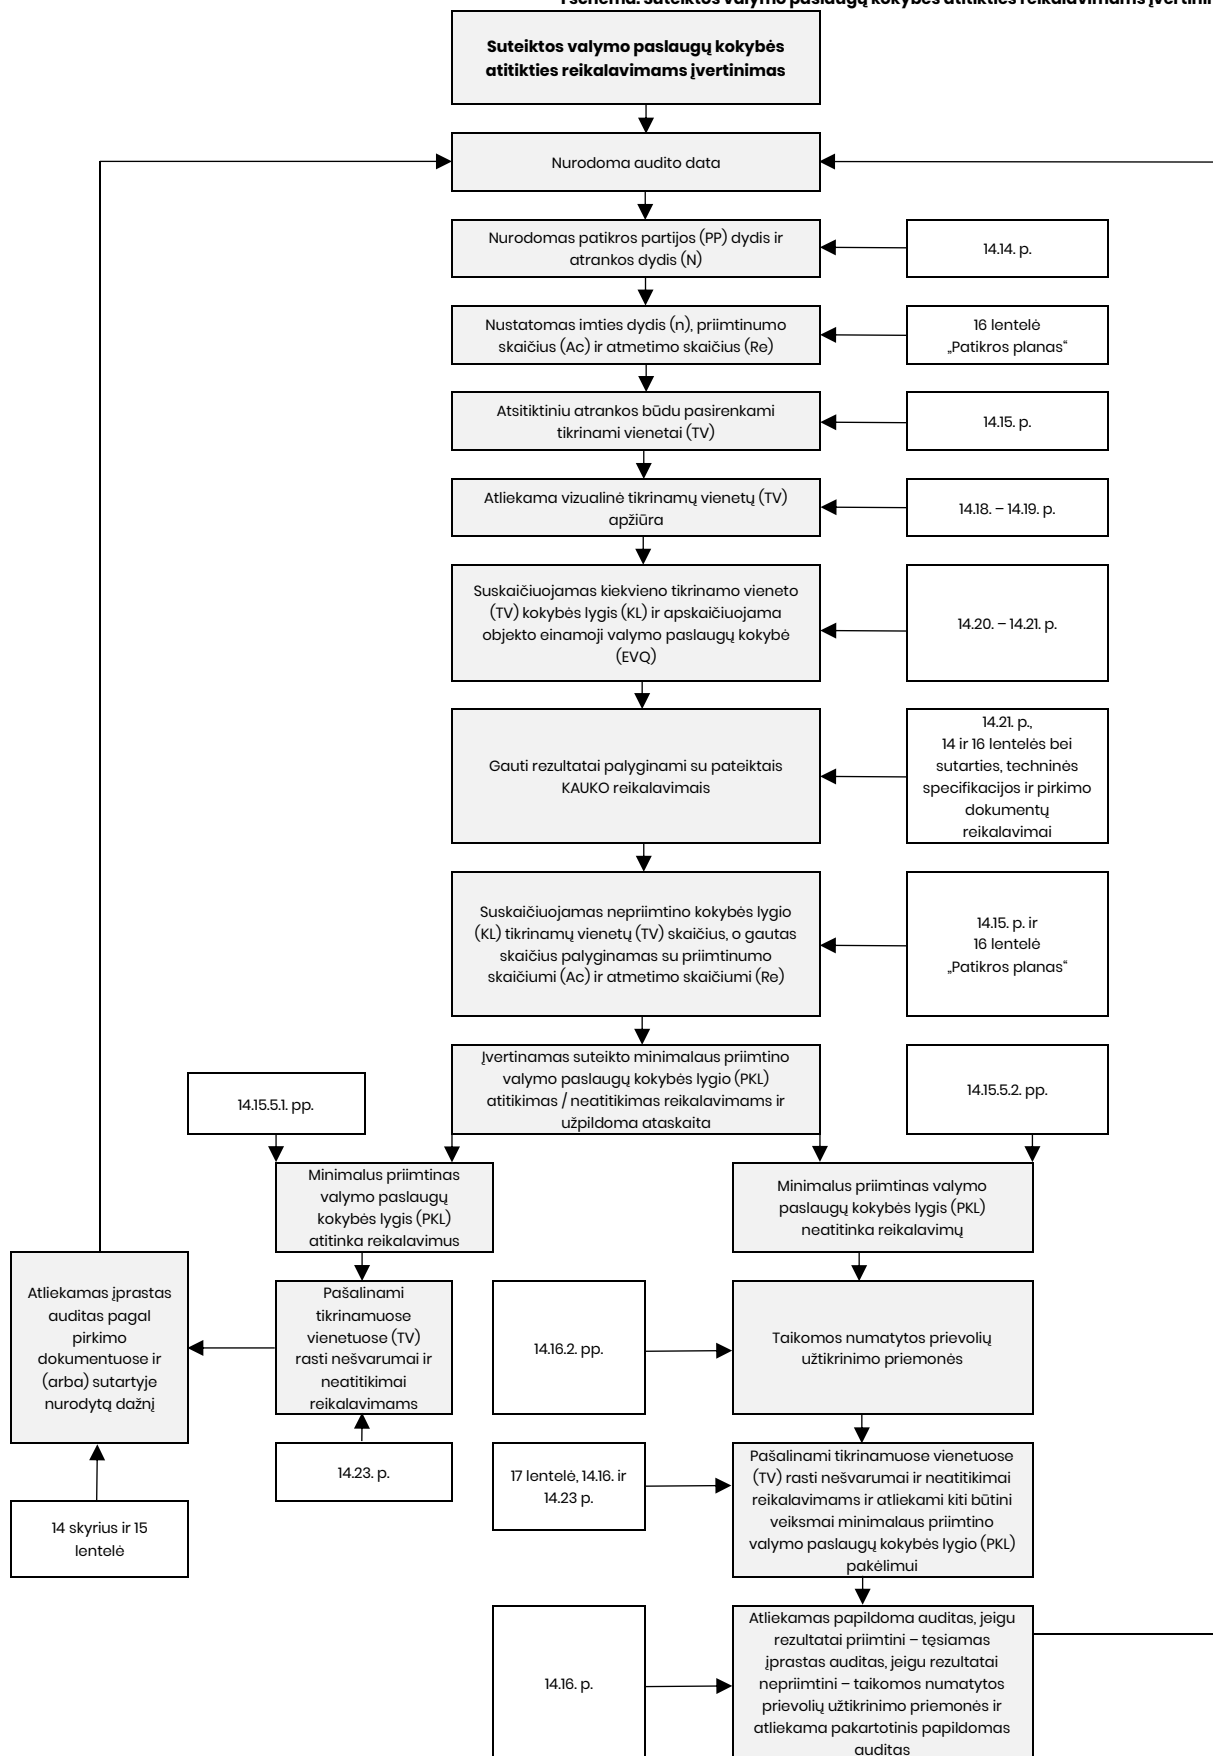 1 schema. Suteiktos valymo paslaugų kokybės atitikties reikalavimams
Suteiktos valymo paslaugų kokybės
atitikties reikalavimams įvertinimas
Nurodoma audito data
Nurodomas patikros partijos (PP) dydis ir
atrankos dydis (N)
14.14. p.
Nustatomas imties dydis (n), priimtinumo
skaičius (Ac) ir atmetimo skaičius (Re)
16 lentelė
„Patikros planas“
Atsitiktiniu atrankos būdu pasirenkami
tikrinami vienetai (TV)
14.15. p.
Atliekama vizualinė tikrinamų vienetų (TV)
apžiūra
14.18. – 14.19. p.
Suskaičiuojamas kiekvieno tikrinamo vieneto
(TV) kokybės lygis (KL) ir apskaičiuojama
objekto einamoji valymo paslaugų kokybė
(EVQ)
14.20. – 14.21. p.
Gauti rezultatai palyginami su pateiktais
KAUKO reikalavimais
14.21. p.,
14 ir 16 lentelės bei
sutarties, techninės
specifikacijos ir pirkimo
dokumentų
reikalavimai
Suskaičiuojamas nepriimtino kokybės lygio
(KL) tikrinamų vienetų (TV) skaičius, o gautas
skaičius palyginamas su priimtinumo
skaičiumi (Ac) ir atmetimo skaičiumi (Re)
14.15. p. ir
16 lentelė
„Patikros planas“
Įvertinamas suteikto minimalaus priimtino
valymo paslaugų kokybės lygio (PKL)
atitikimas / neatitikimas reikalavimams ir
užpildoma ataskaita
14.15.5.1. pp.
14.15.5.2. pp.
Minimalus priimtinas
valymo paslaugų
kokybės lygis (PKL)
atitinka reikalavimus
Minimalus priimtinas valymo
paslaugų kokybės lygis (PKL)
neatitinka reikalavimų
Atliekamas įprastas
auditas pagal
pirkimo
dokumentuose ir
(arba) sutartyje
nurodytą dažnį
Pašalinami
tikrinamuose
vienetuose (TV)
rasti nešvarumai ir
neatitikimai
reikalavimams
14.16.2. pp.
Taikomos numatytos prievolių
užtikrinimo priemonės
14.23. p.
17 lentelė, 14.16. ir
14.23 p.
Pašalinami tikrinamuose vienetuose
(TV) rasti nešvarumai ir neatitikimai
reikalavimams ir atliekami kiti būtini
veiksmai minimalaus priimtino
valymo paslaugų kokybės lygio (PKL)
pakėlimui
14 skyrius ir 15
lentelė
14.16. p.
Atliekamas papildoma auditas, jeigu
rezultatai priimtini – tęsiamas
įprastas auditas, jeigu rezultatai
nepriimtini – taikomos numatytos
prievolių užtikrinimo priemonės ir
atliekama pakartotinis papildomas
auditas